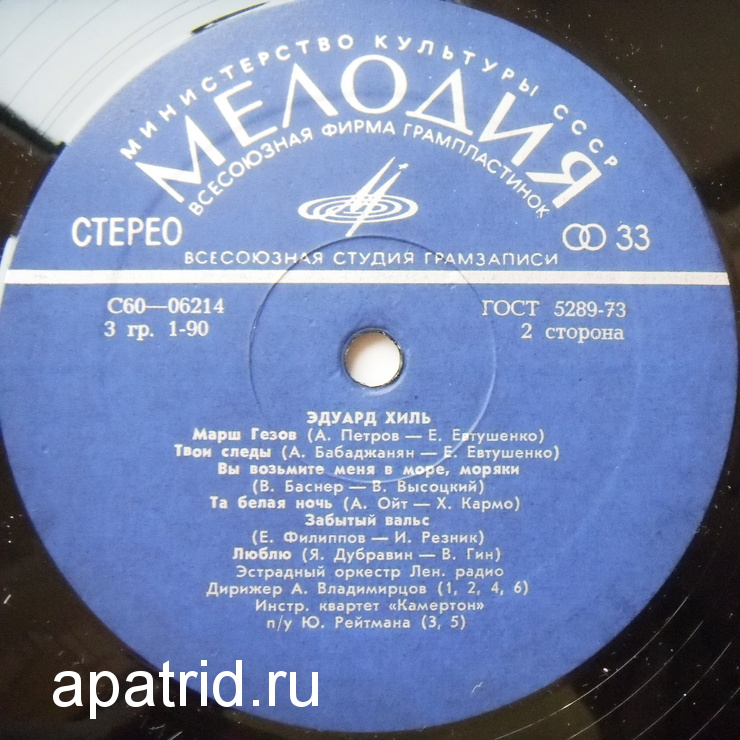 МИНИСТЕРСТВО КУЛЬТУРЫ СССР
МЕЛОДИЯ
ВСЕСОЮЗНАЯ ФИРМА ГРАМПЛАСТИНОК
СТЕРЕО
33
ВСЕСОЮЗНАЯ СТУДИЯ ГРАМЗАПИСИ
С60—06214
ГОСТ 5289-73
3 гр. 1-90
2 сторона
ЭДУАРД ХИЛЬ
Марш Гезов (А. Петров — Е. Евтушенко)
Твои следы (А. Бабаджанян — Е. Евтушенко)
Вы возьмите меня в море, моряки
(В. Баснер — В. Высоцкий)
Та белая ночь (А. Ойт — Х. Кармо)
Забытый вальс
(Е. Филиппов — И. Резник)
Люблю (Я. Дубравин — В. Гин)
Эстрадный оркестр Лен. радио
Дирижер А. Владимирцов (1, 2, 4, 6)
Инстр. квартет «Камертон»
п/у Ю. Рейтмана (3, 5)
apatrid.ru